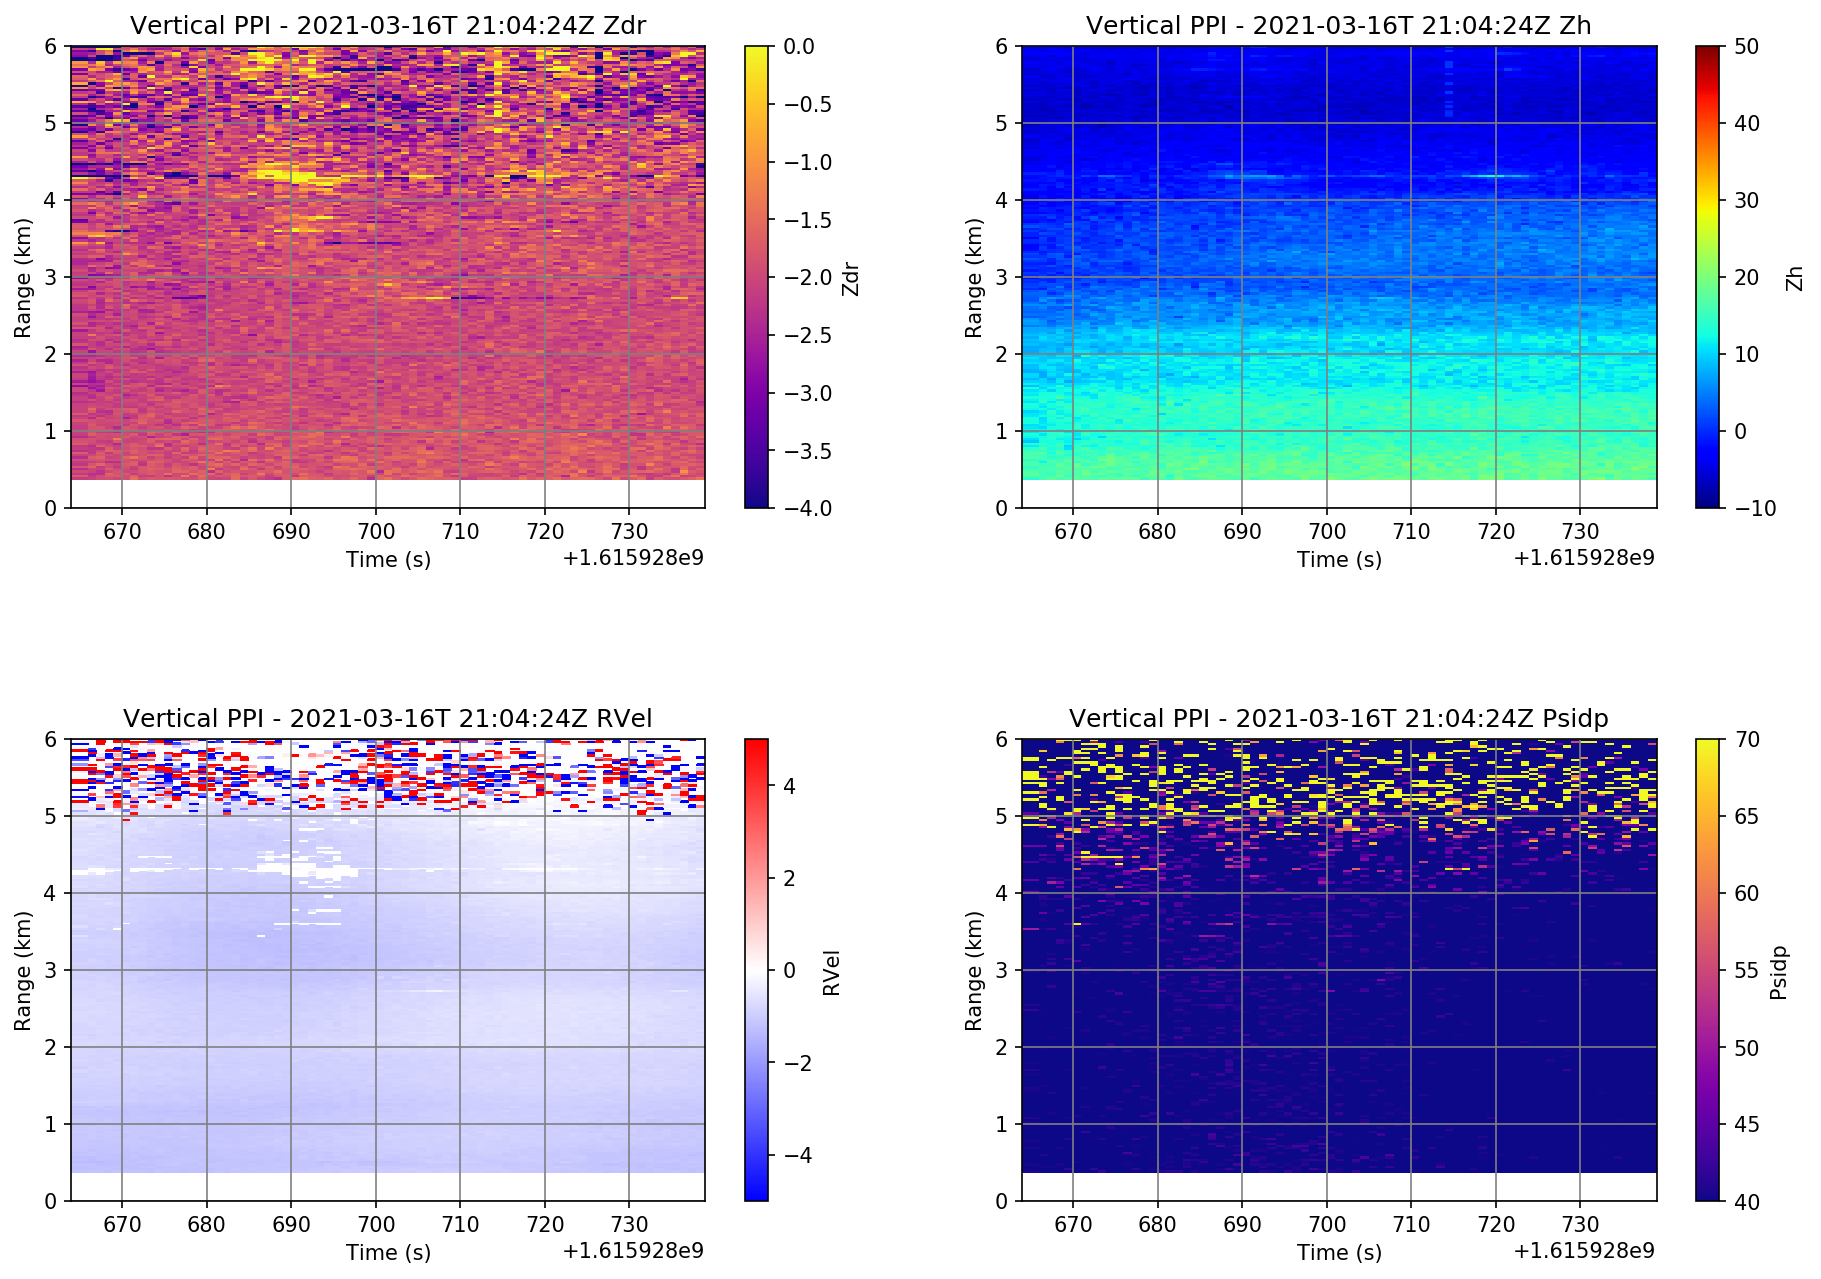 Vertical PPI - 2021-03-16T 21:04:24Z Zdr
6
5
4
3
2
1
0
Range (km)
670 680 690 700 710 720 730
Time (s)
+1.615928e9
0.0
−0.5
−1.0
−1.5
−2.0
−2.5
−3.0
−3.5
−4.0
Zdr
Vertical PPI - 2021-03-16T 21:04:24Z Zh
6
5
4
3
2
1
0
Range (km)
670 680 690 700 710 720 730
Time (s)
+1.615928e9
50
40
30
20
10
0
−10
Zh
Vertical PPI - 2021-03-16T 21:04:24Z RVel
6
5
4
3
2
1
0
Range (km)
670 680 690 700 710 720 730
Time (s)
+1.615928e9
4
2
0
−2
−4
RVel
Vertical PPI - 2021-03-16T 21:04:24Z Psidp
6
5
4
3
2
1
0
Range (km)
670 680 690 700 710 720 730
Time (s)
+1.615928e9
70
65
60
55
50
45
40
Psidp